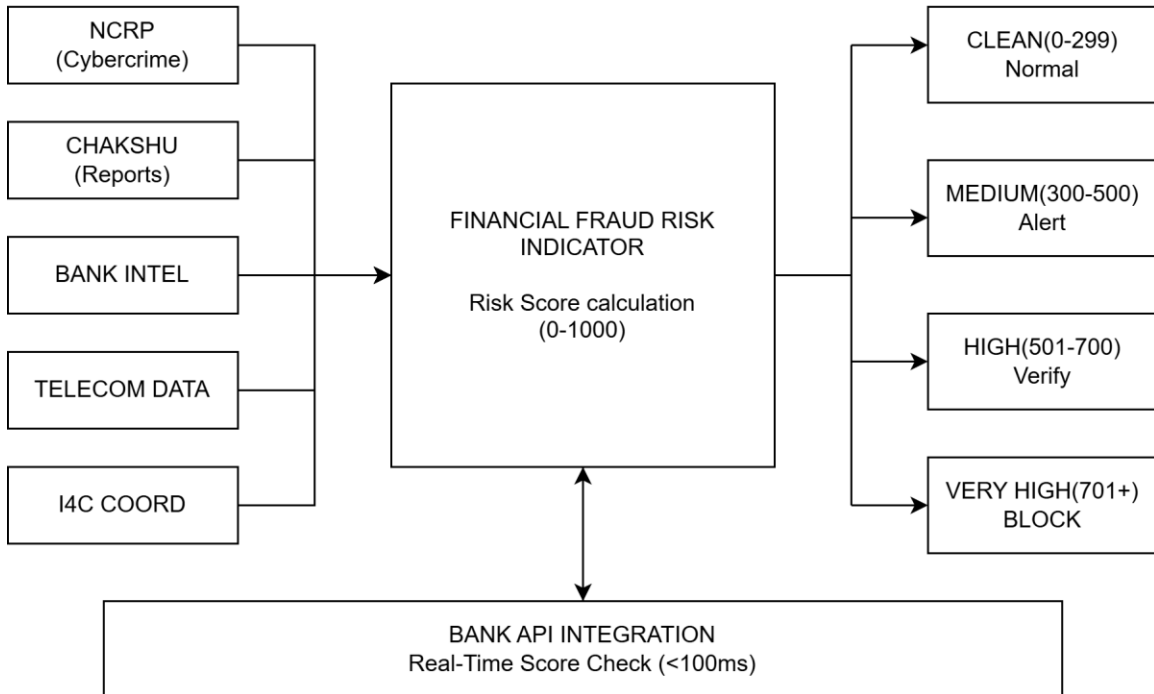 NCRP
(Cybercrime)
CHAKSHU
(Reports)
BANK INTEL
TELECOM DATA
I4C COORD
FINANCIAL FRAUD RISK
INDICATOR
Risk Score calculation
(0-1000)
CLEAN(0-299)
Normal
MEDIUM(300-500)
Alert
HIGH(501-700)
Verify
VERY HIGH(701+)
BLOCK
BANK API INTEGRATION
Real-Time Score Check (<100ms)